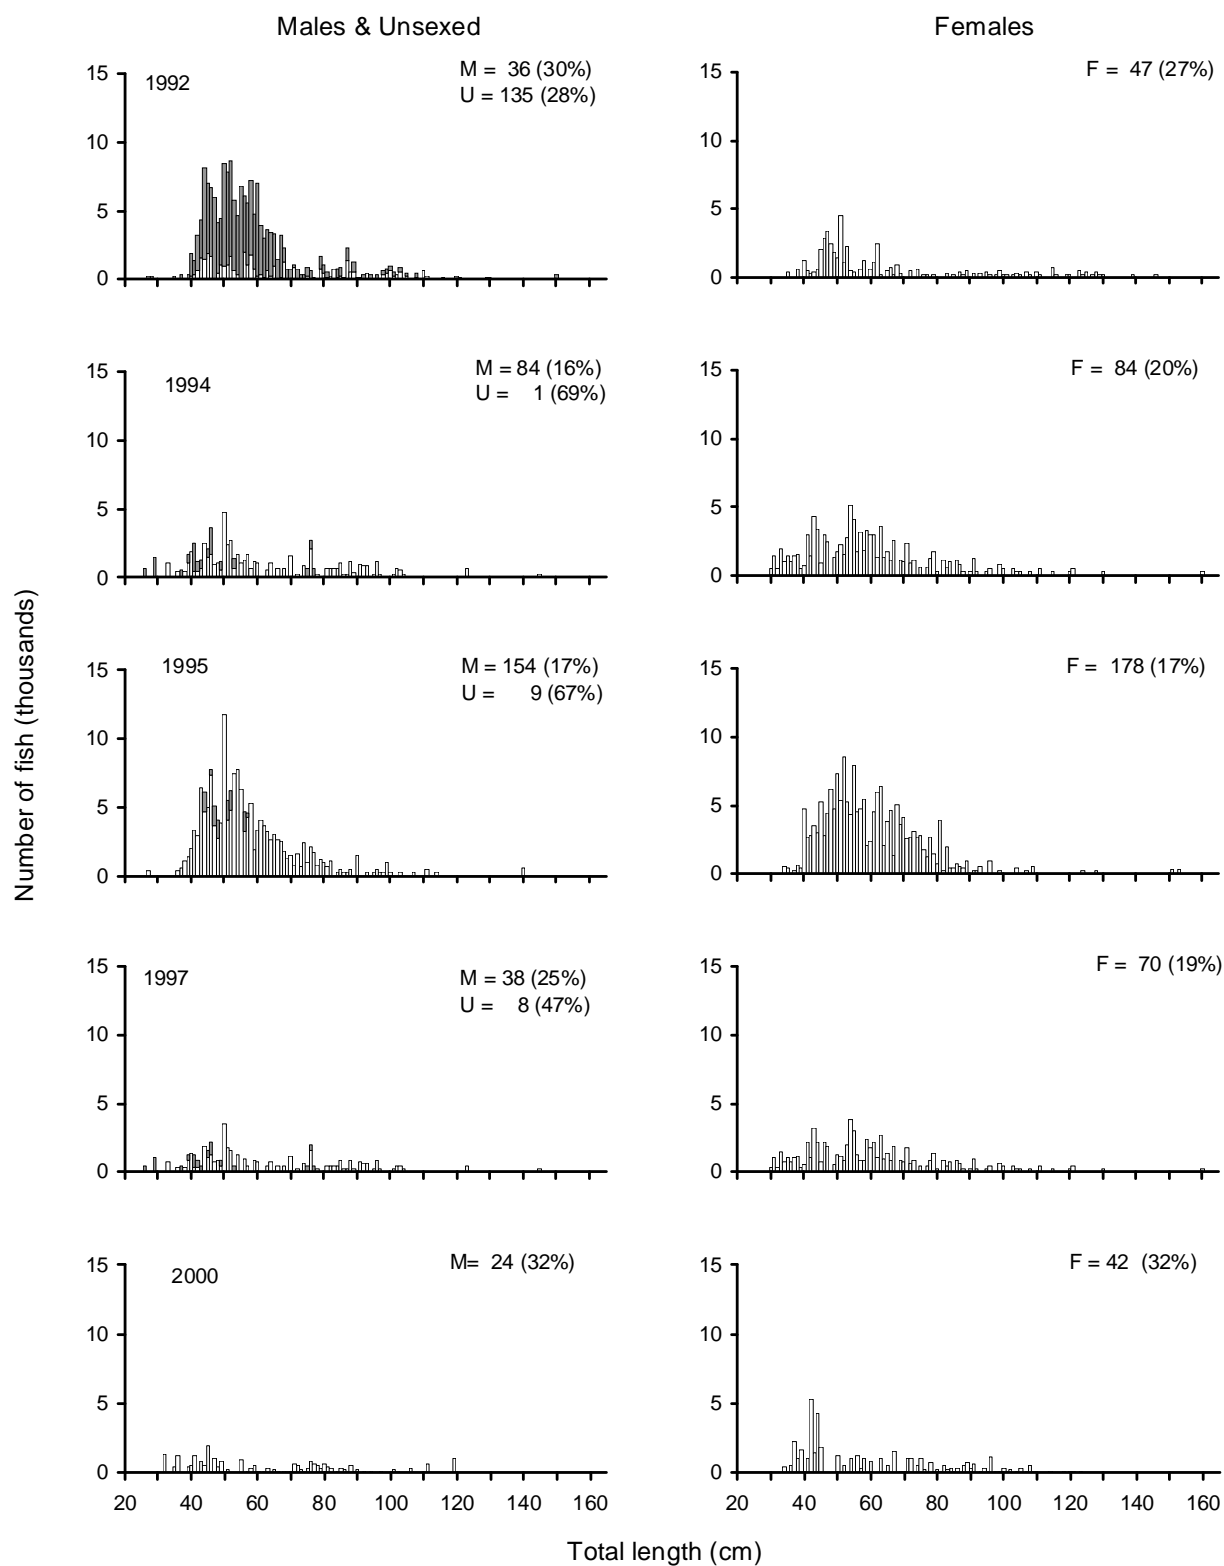 Males & Unsexed
Females
Number of fish (thousands)
15
10
5
0
1992
M = 36 (30%)
U = 135 (28%)
15
10
5
0
F = 47 (27%)
15
10
5
0
1994
M = 84 (16%)
U = 1 (69%)
15
10
5
0
F = 84 (20%)
15
10
5
0
1995
M = 154 (17%)
U = 9 (67%)
15
10
5
0
F = 178 (17%)
15
10
5
0
1997
M = 38 (25%)
U = 8 (47%)
15
10
5
0
F = 70 (19%)
15
10
5
0
2000
M= 24 (32%)
20 40 60 80 100 120 140 160
15
10
5
0
F = 42 (32%)
20 40 60 80 100 120 140 160
Total length (cm)